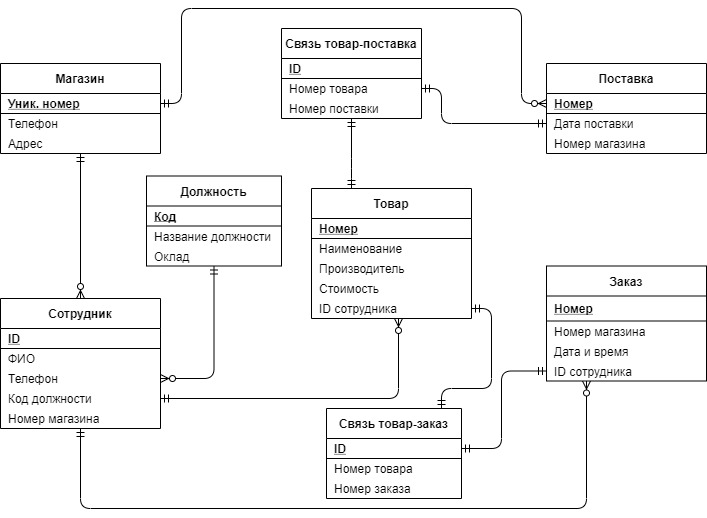 Связь товар-поставка
ID
Номер товара
Номер поставки
Магазин
Уник. номер
Телефон
Адрес
Поставка
Номер
Дата поставки
Номер магазина
Должность
Код
Название должности
Оклад
Товар
Номер
Наименование
Производитель
Стоимость
ID сотрудника
Заказ
Номер
Номер магазина
Дата и время
ID сотрудника
Сотрудник
ID
ФИО
Телефон
Код должности
Номер магазина
Связь товар-заказ
ID
Номер товара
Номер заказа